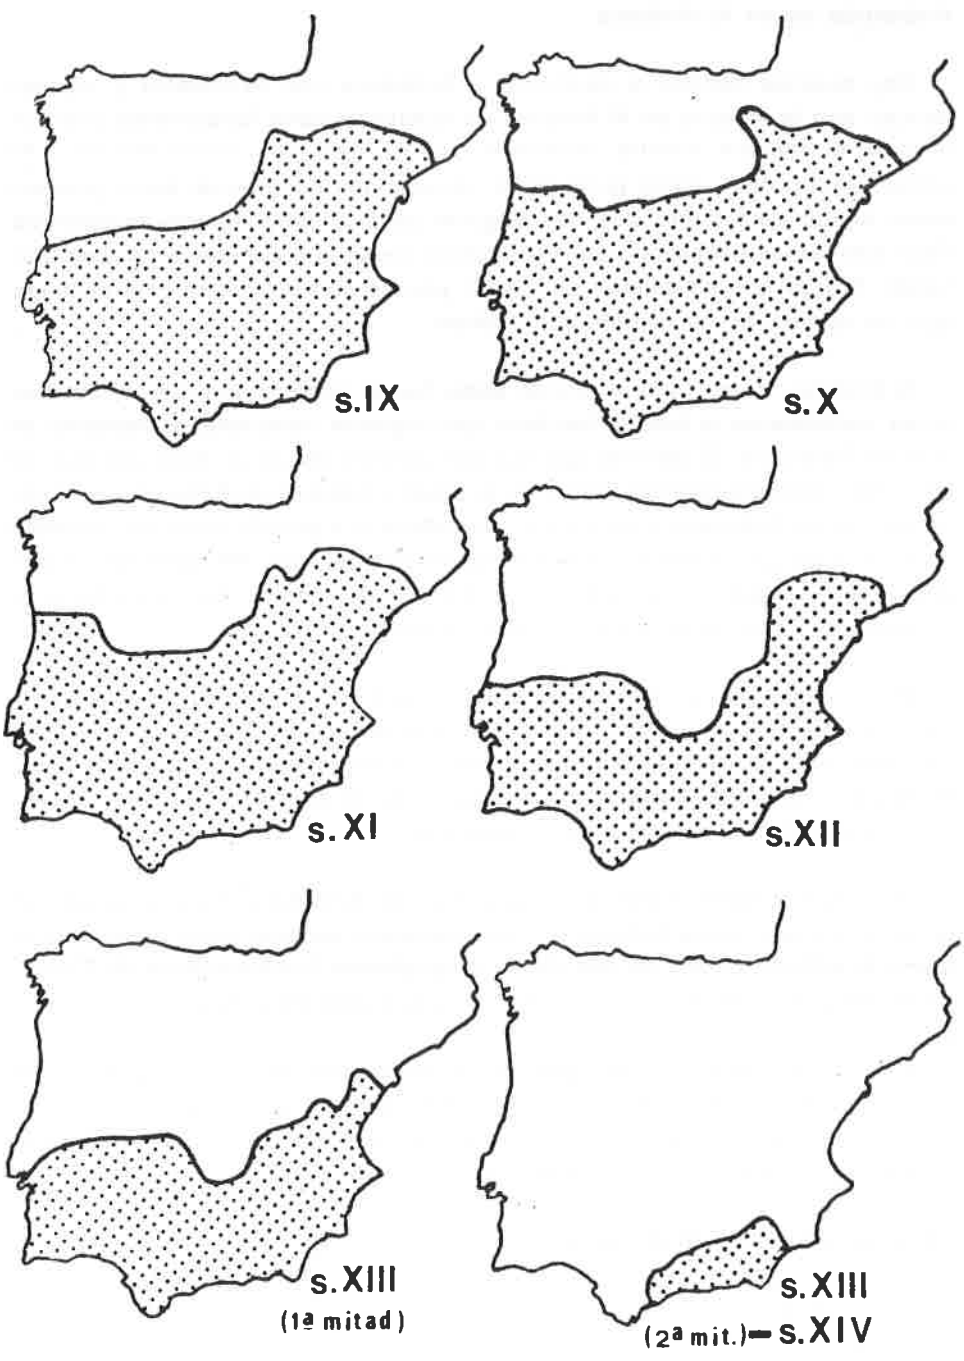 s.IX
s.X
s.XI
s.XII
s.XIII
(1ª mitad)
s.XIII
(2ª mit.)– s.XIV